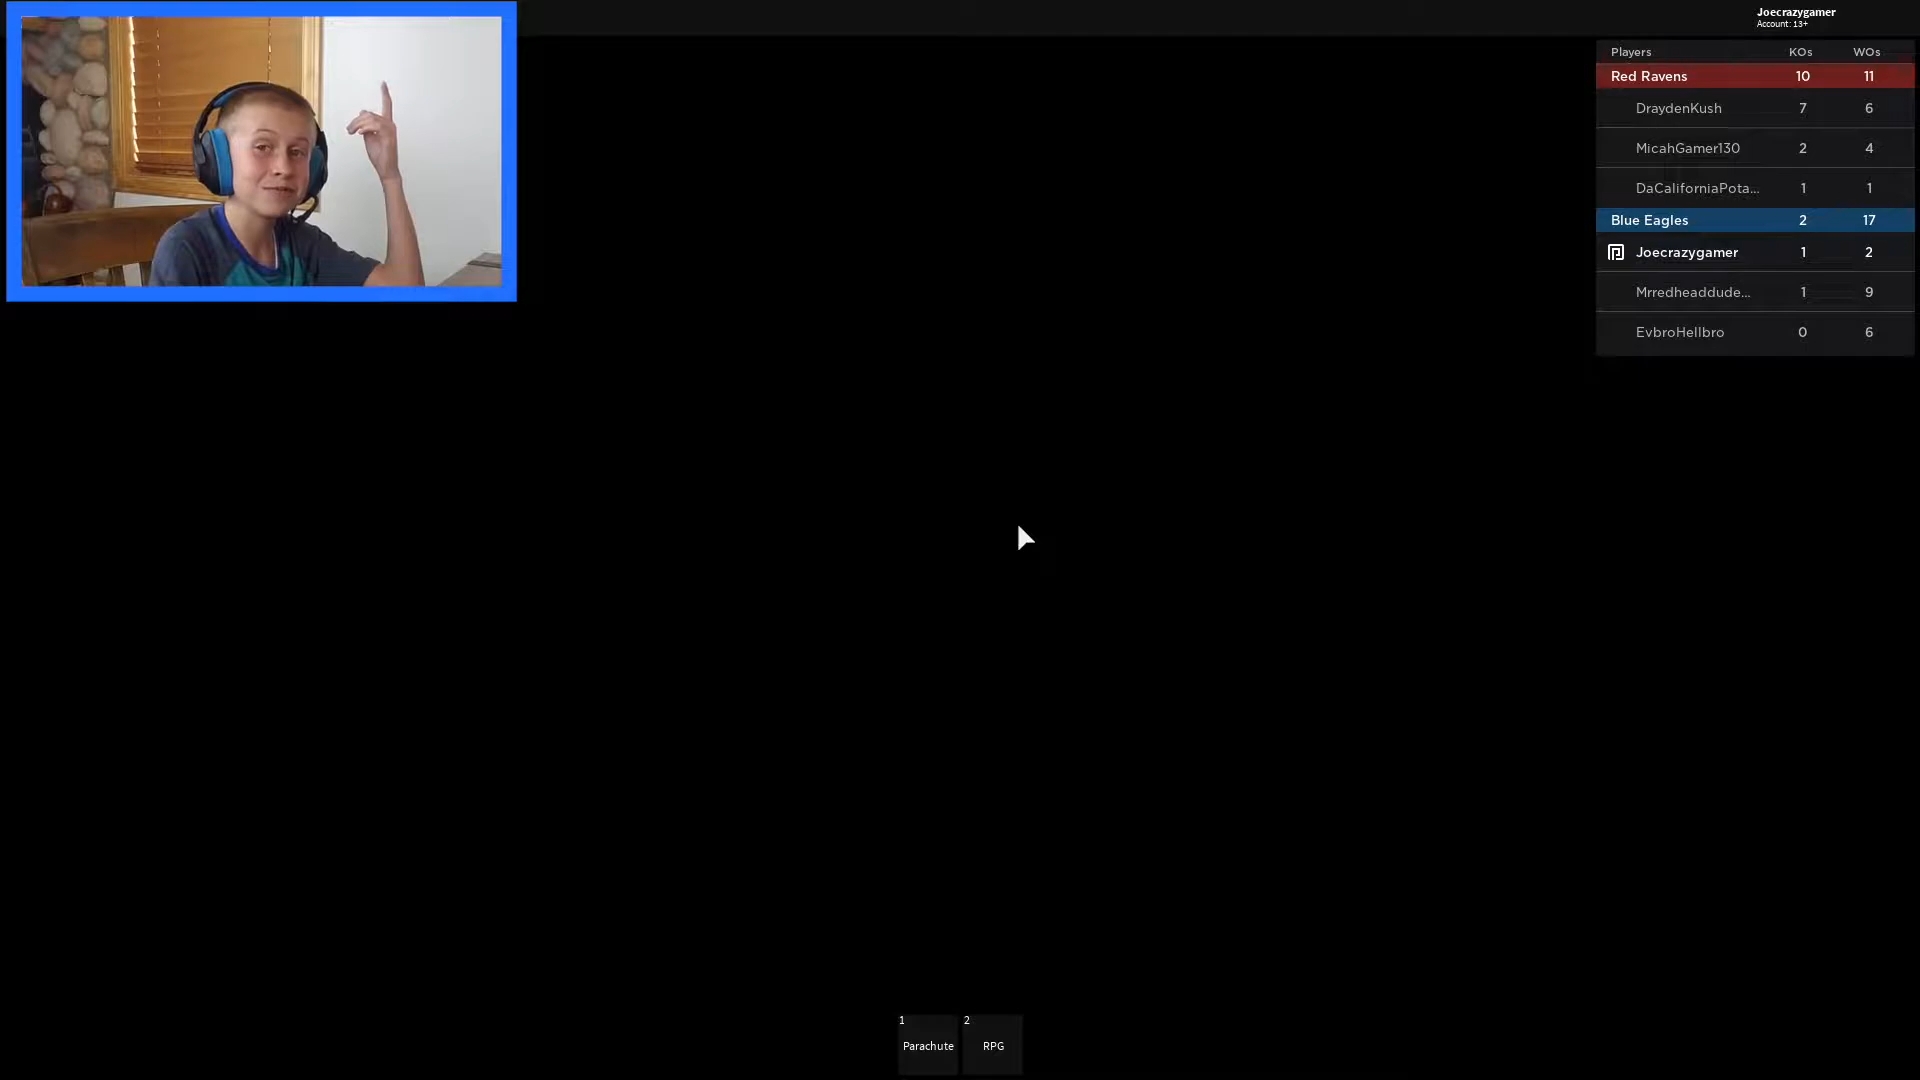 Joecrazygamer
Account: 13+
Players KOs WOs
Red Ravens 10 11
DraydenKush 7 6
MicahGamer130 2 4
DaCaliforniaPota... 1 1
Blue Eagles 2 17
Joecrazygamer 1 2
Mrredheaddude... 1 9
EvbroHellbro 0 6
1 2
Parachute RPG